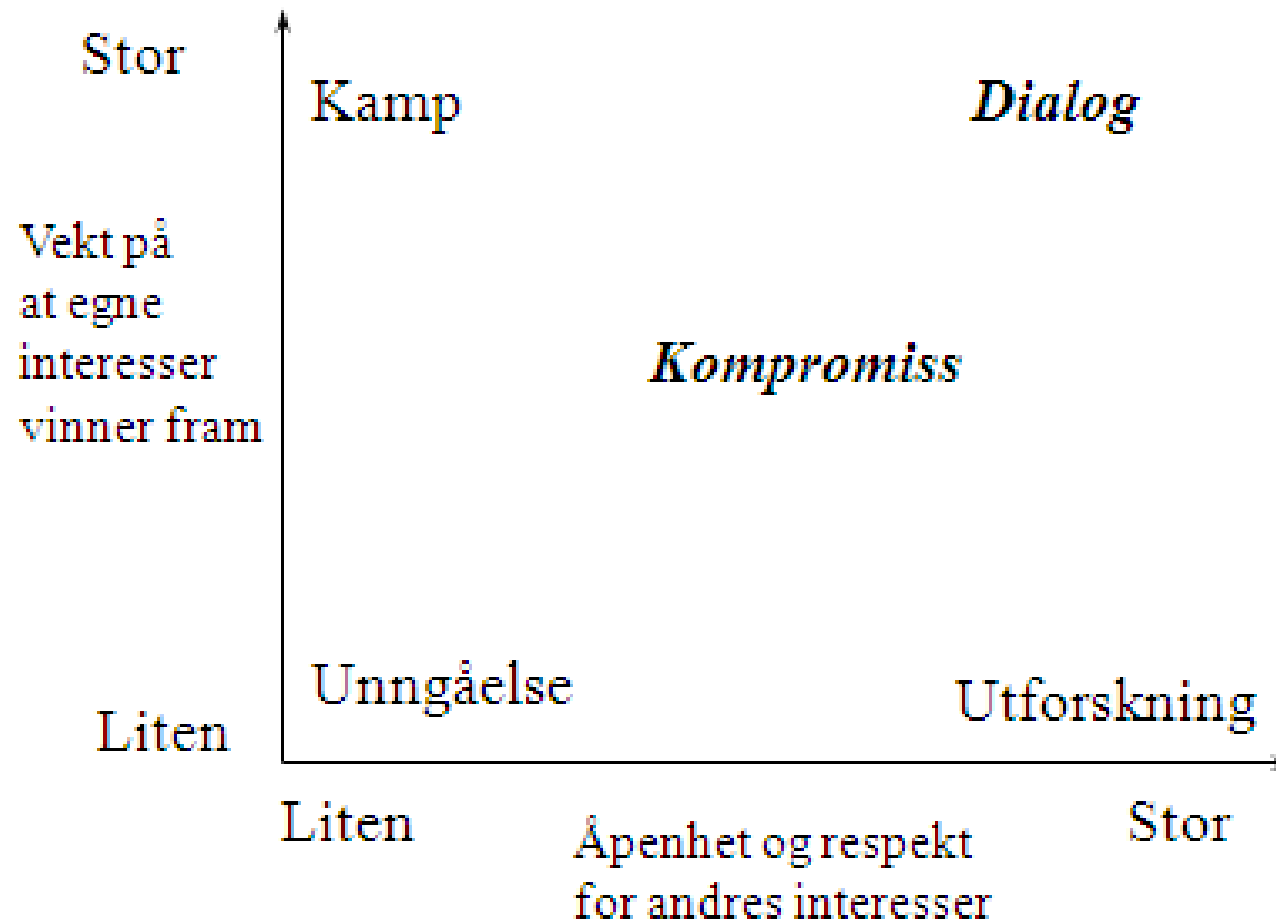 Stor
Kamp
Dialog
Vekt på
at egne
interesser
vinner fram
Kompromiss
Unngåelse
Utforskning
Liten
Liten
Stor
Åpenhet og respekt
for andres interesser